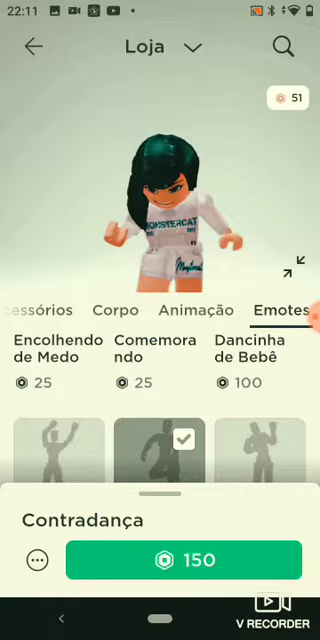 22:11
Loja
51
MONSTERCAT
cessórios Corpo Animação Emotes
Encolhendo de Medo
Comemora ndo
Dancinha de Bebê
25
25
100
Contradança
150
V RECORDER